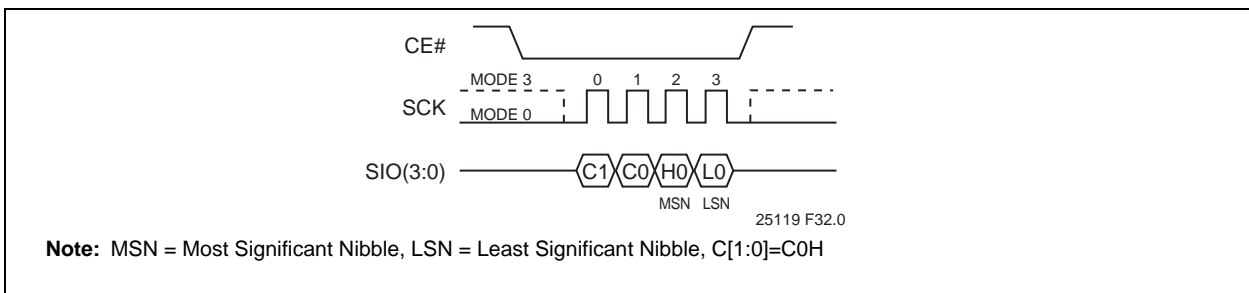 CE#
MODE 3 0 1 2 3
SCK
MODE 0
SIO(3:0) C1 C0 H0 L0
MSN LSN
25119 F32.0
Note: MSN = Most Significant Nibble, LSN = Least Significant Nibble, C[1:0]=C0H